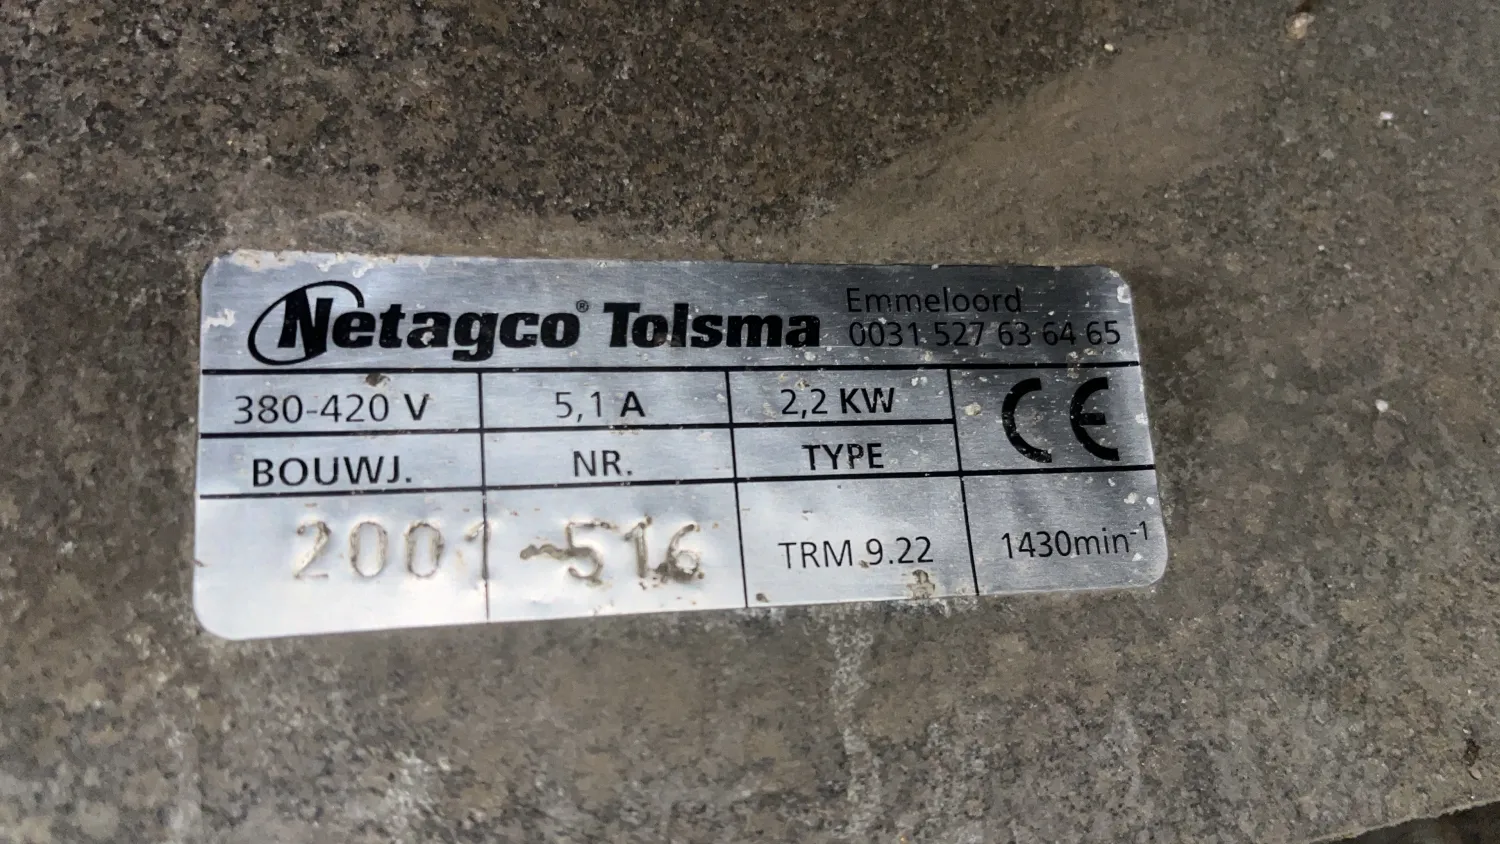 Netagco® Tolsma
Emmeloord
0031 527 63 64 65
380-420 V 5,1 A 2,2 KW CE
BOUWJ. NR. TYPE
2001 -516 TRM 9.22 1430min⁻¹